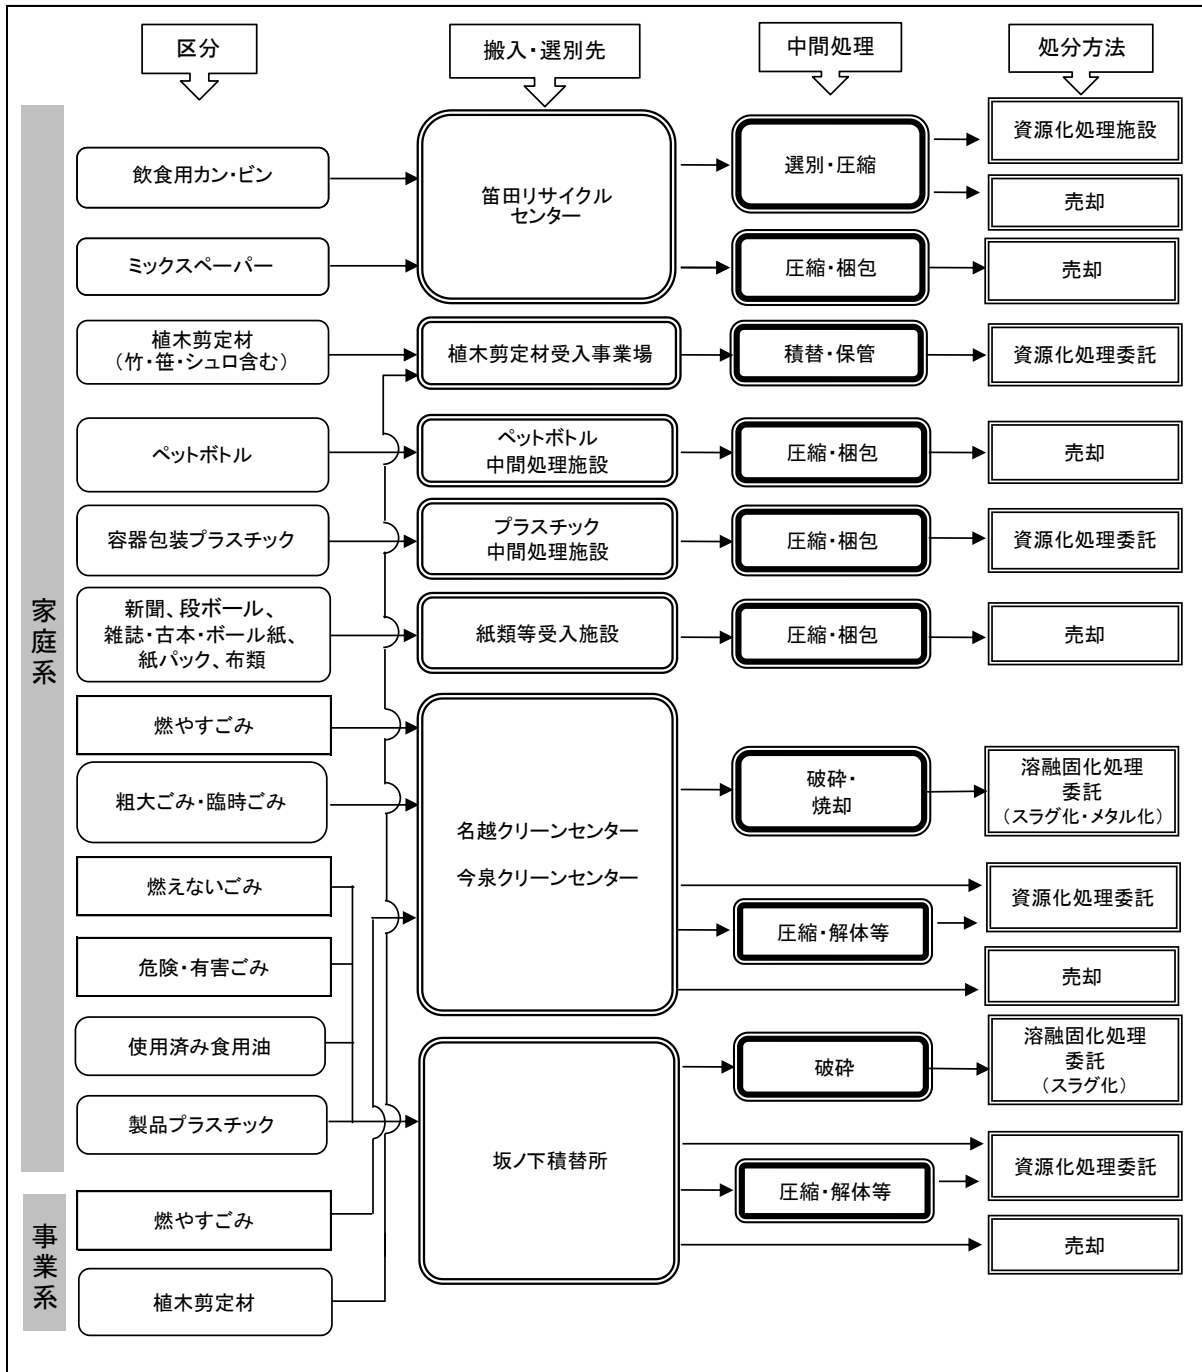 区分
搬入・選別先
中間処理
処分方法
家庭系
飲食用カン・ビン
笛田リサイクル
センター
選別・圧縮
資源化処理施設
売却
ミックスペーパー
圧縮・梱包
売却
植木剪定材
（竹・笹・シュロ含む）
植木剪定材受入事業場
積替・保管
資源化処理委託
ペットボトル
ペットボトル
中間処理施設
圧縮・梱包
売却
容器包装プラスチック
プラスチック
中間処理施設
圧縮・梱包
資源化処理委託
新聞、段ボール、
雑誌・古本・ボール紙、
紙パック、布類
紙類等受入施設
圧縮・梱包
売却
燃やすごみ
粗大ごみ・臨時ごみ
名越クリーンセンター
今泉クリーンセンター
破砕・
焼却
溶融固化処理
委託
（スラグ化・メタル化）
燃えないごみ
資源化処理委託
圧縮・解体等
危険・有害ごみ
売却
使用済み食用油
製品プラスチック
坂ノ下積替所
破砕
溶融固化処理
委託
（スラグ化）
資源化処理委託
圧縮・解体等
売却
事業系
燃やすごみ
植木剪定材